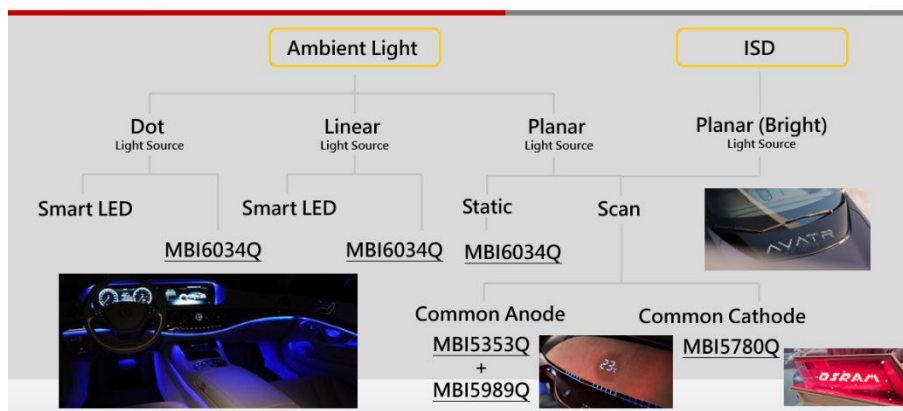 Ambient Light
ISD
Dot
Light Source
Linear
Light Source
Planar
Light Source
Planar (Bright)
Light Source
Smart LED
Smart LED
Static
Scan
MBI6034Q
MBI6034Q
MBI6034Q
AVATR
Common Anode
Common Cathode
MBI5353Q
+
MBI5989Q
MBI5780Q
23
OSRAM